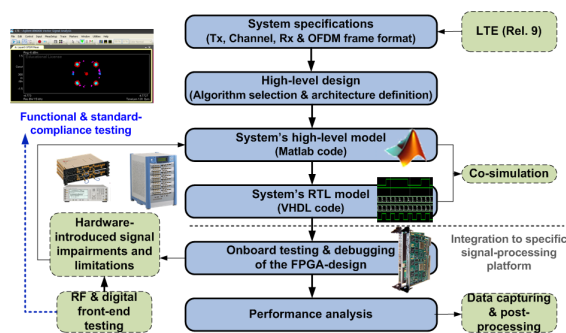 System specifications
(Tx, Channel, Rx & OFDM frame format)
LTE (Rel. 9)
High-level design
(Algorithm selection & architecture definition)
Functional & standard-
compliance testing
System's high-level model
(Matlab code)
Co-simulation
System's RTL model
(VHDL code)
Hardware-
introduced signal
impairments and
limitations
Integration to specific
signal-processing
platform
Onboard testing & debugging
of the FPGA-design
RF & digital
front-end
testing
Performance analysis
Data capturing
& post-
processing